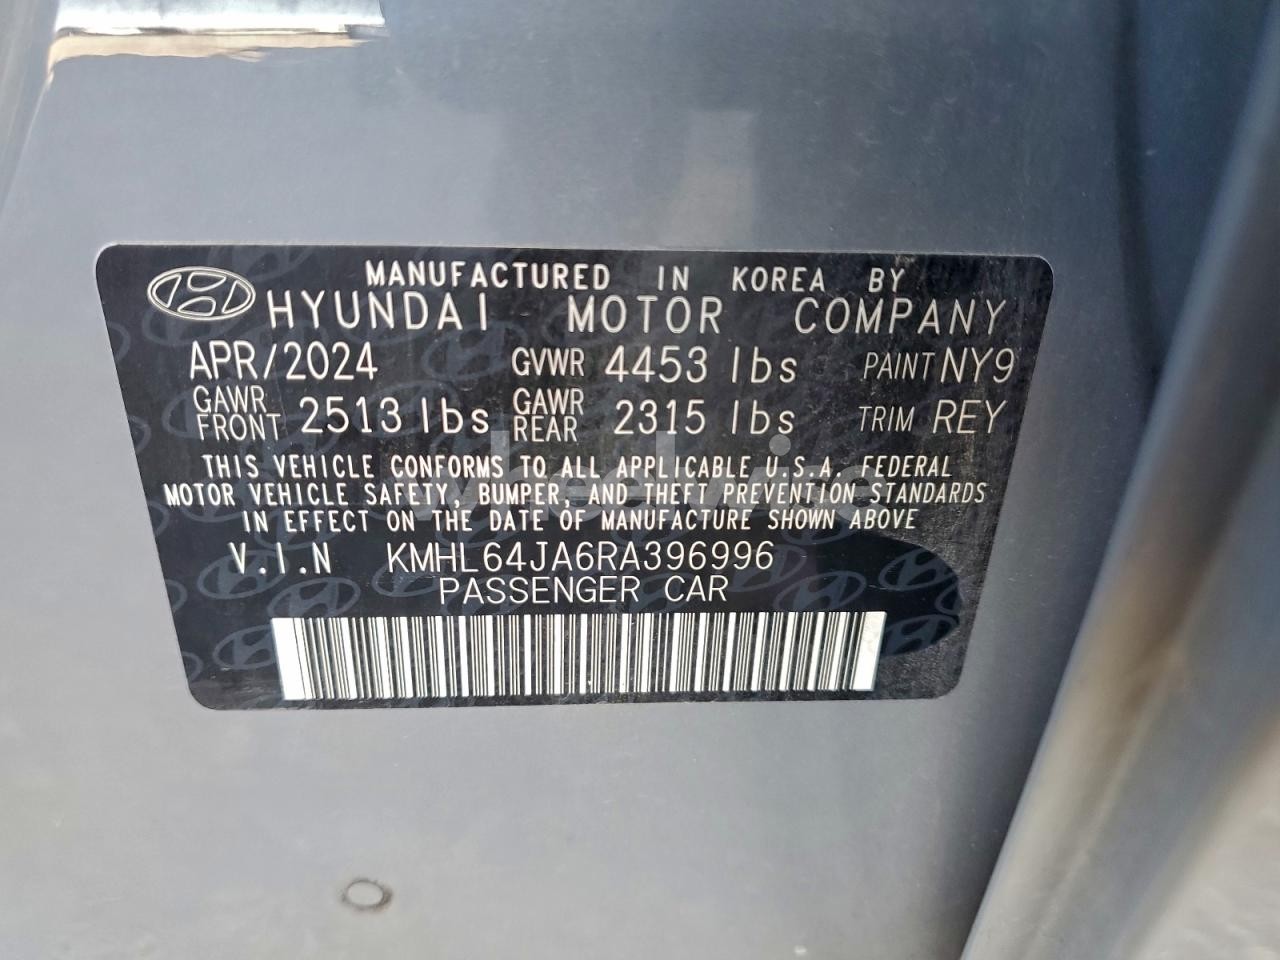 MANUFACTURED IN KOREA BY
HYUNDAI MOTOR COMPANY
APR/2024 GVWR 4453 lbs PAINT NY9
GAWR FRONT 2513 lbs GAWR REAR 2315 lbs TRIM REY
THIS VEHICLE CONFORMS TO ALL APPLICABLE U.S.A. FEDERAL
MOTOR VEHICLE SAFETY, BUMPER, AND THEFT PREVENTION STANDARDS
IN EFFECT ON THE DATE OF MANUFACTURE SHOWN ABOVE
V.I.N KMHL64JA6RA396996
PASSENGER CAR